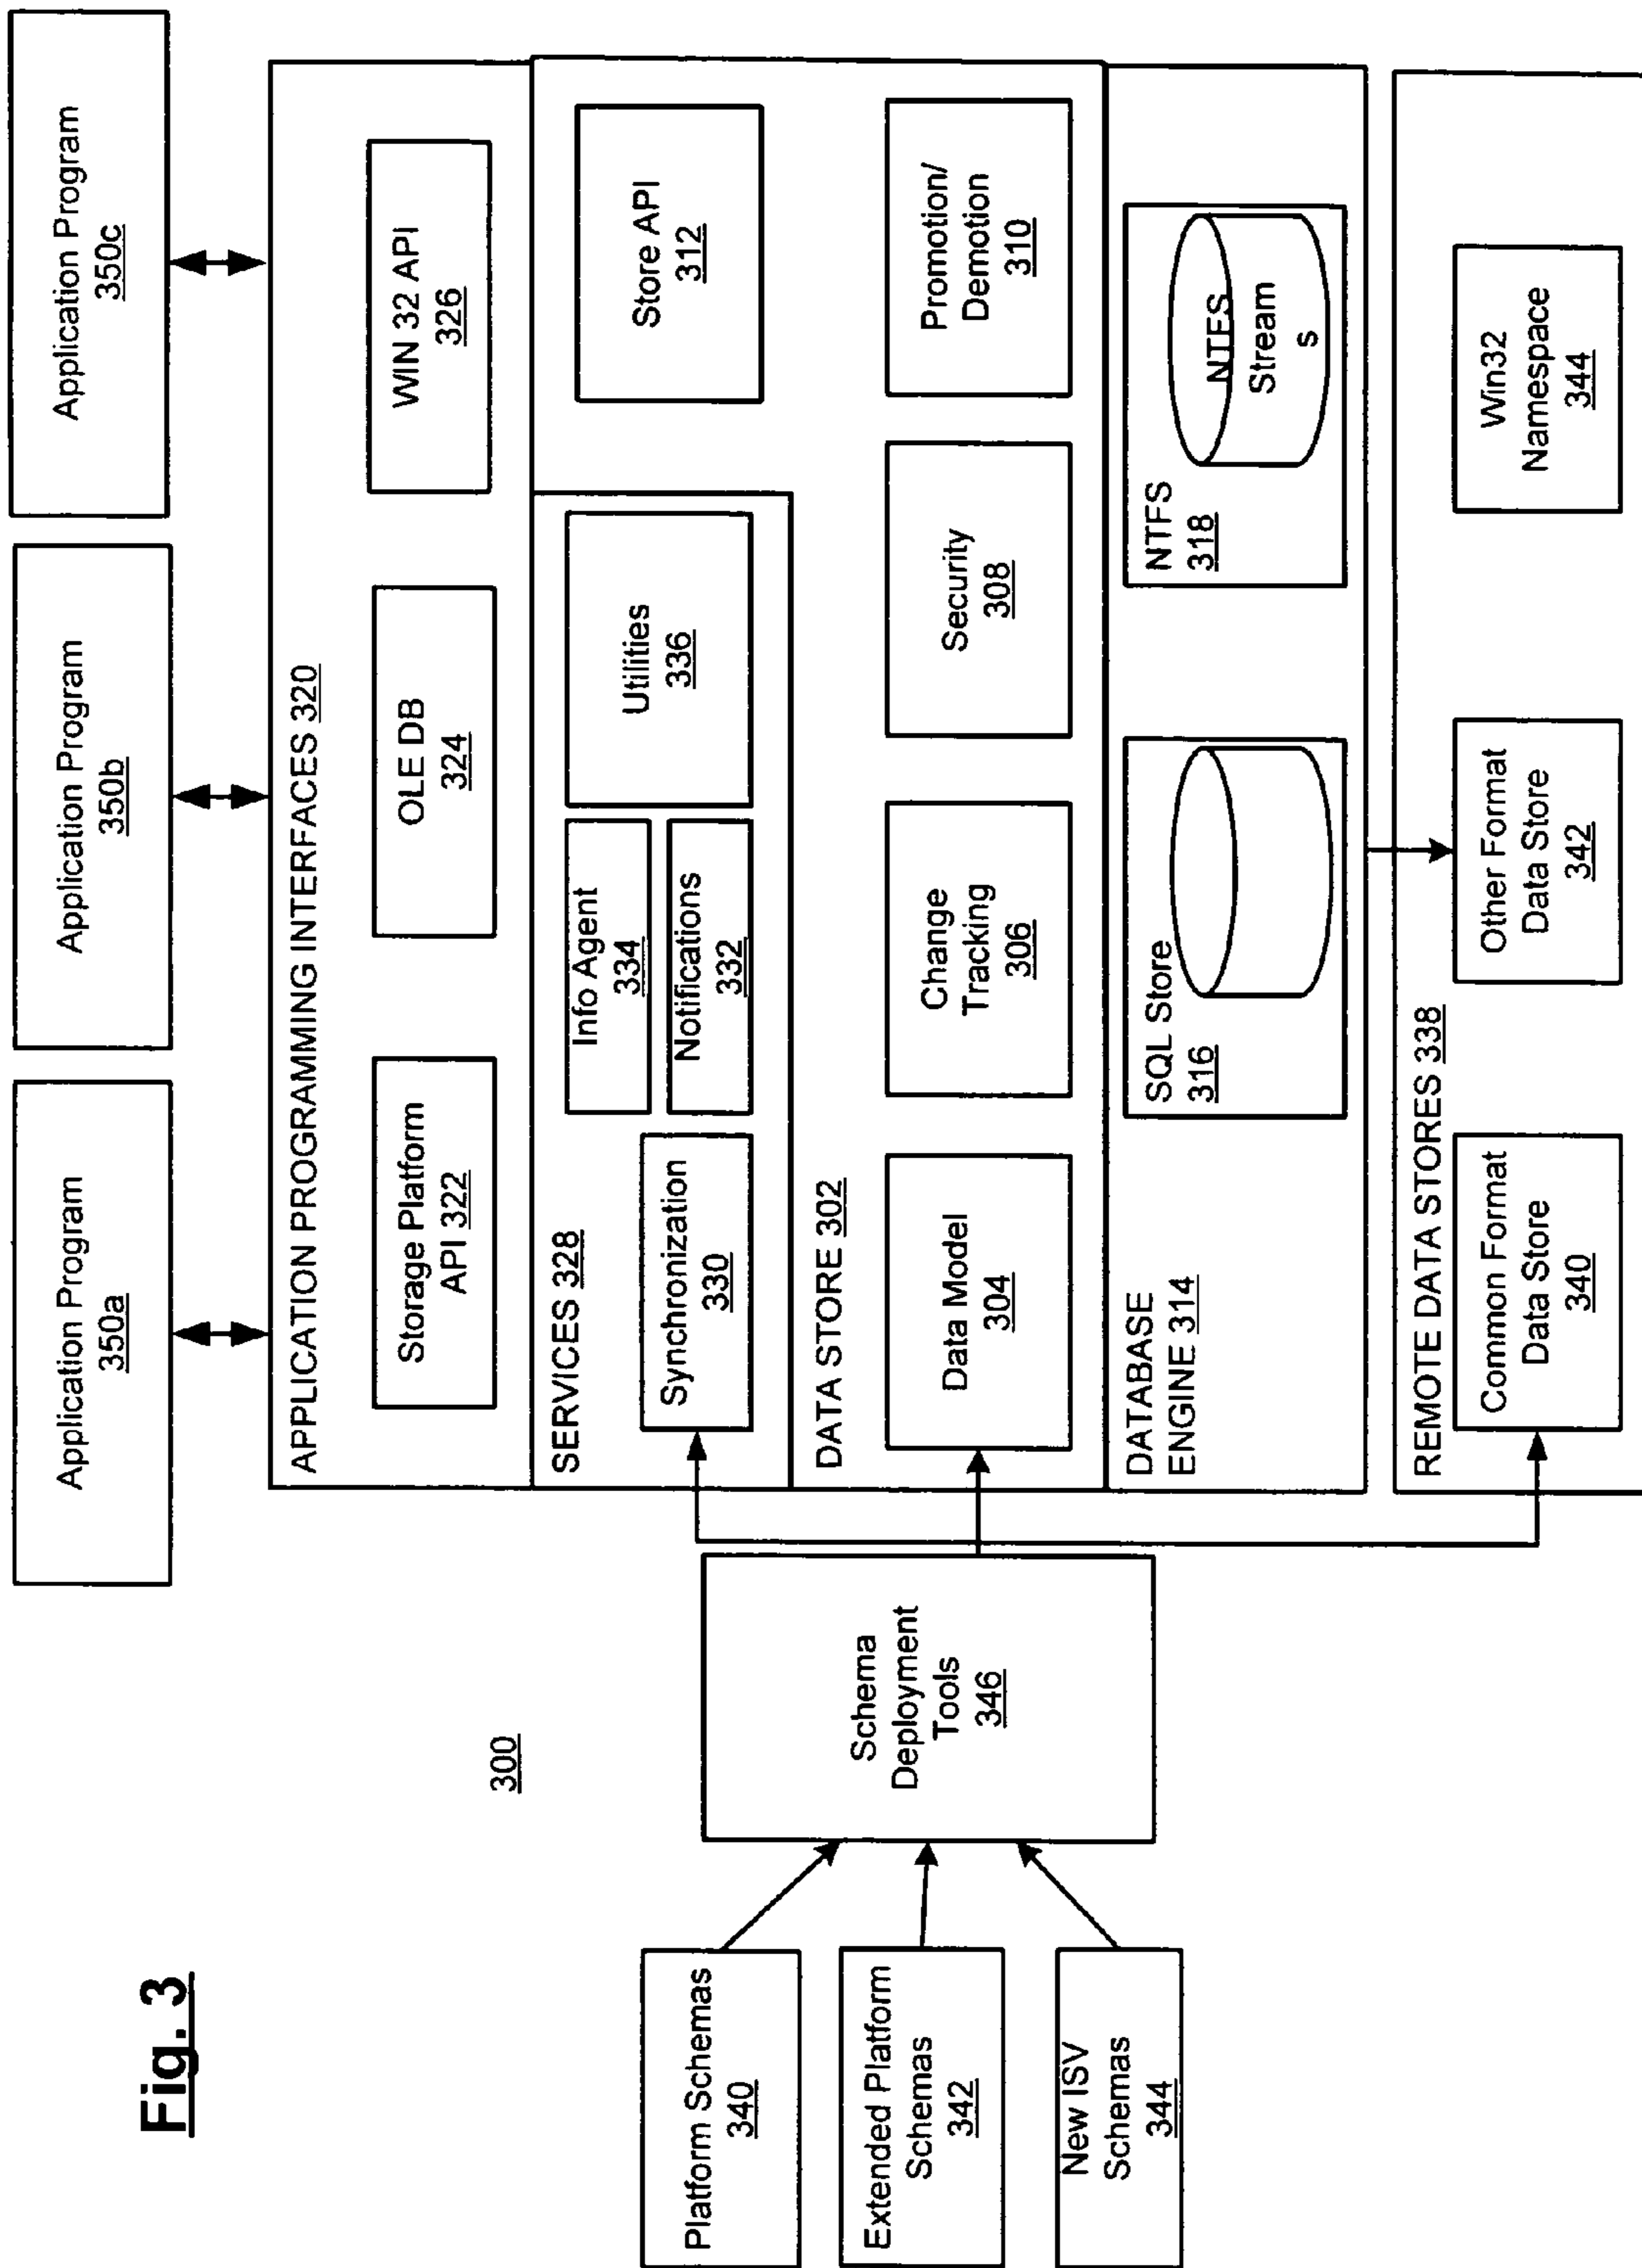 Fig. 3
300
Application Program
350a
Application Program
350b
Application Program
350c
APPLICATION PROGRAMMING INTERFACES 320
Storage Platform
API 322
OLE DB
324
WIN 32 API
326
SERVICES 328
Synchronization
330
Info Agent
334
Notifications
332
Utilities
336
Store API
312
DATA STORE 302
Data Model
304
Change
Tracking
306
Security
308
Promotion/
Demotion
310
DATABASE
ENGINE 314
SQL Store
316
NTFS
318
NTFS
Stream
s
REMOTE DATA STORES 338
Common Format
Data Store
340
Other Format
Data Store
342
Win32
Namespace
344
Schema
Deployment
Tools
346
Platform Schemas
340
Extended Platform
Schemas
342
New ISV
Schemas
344